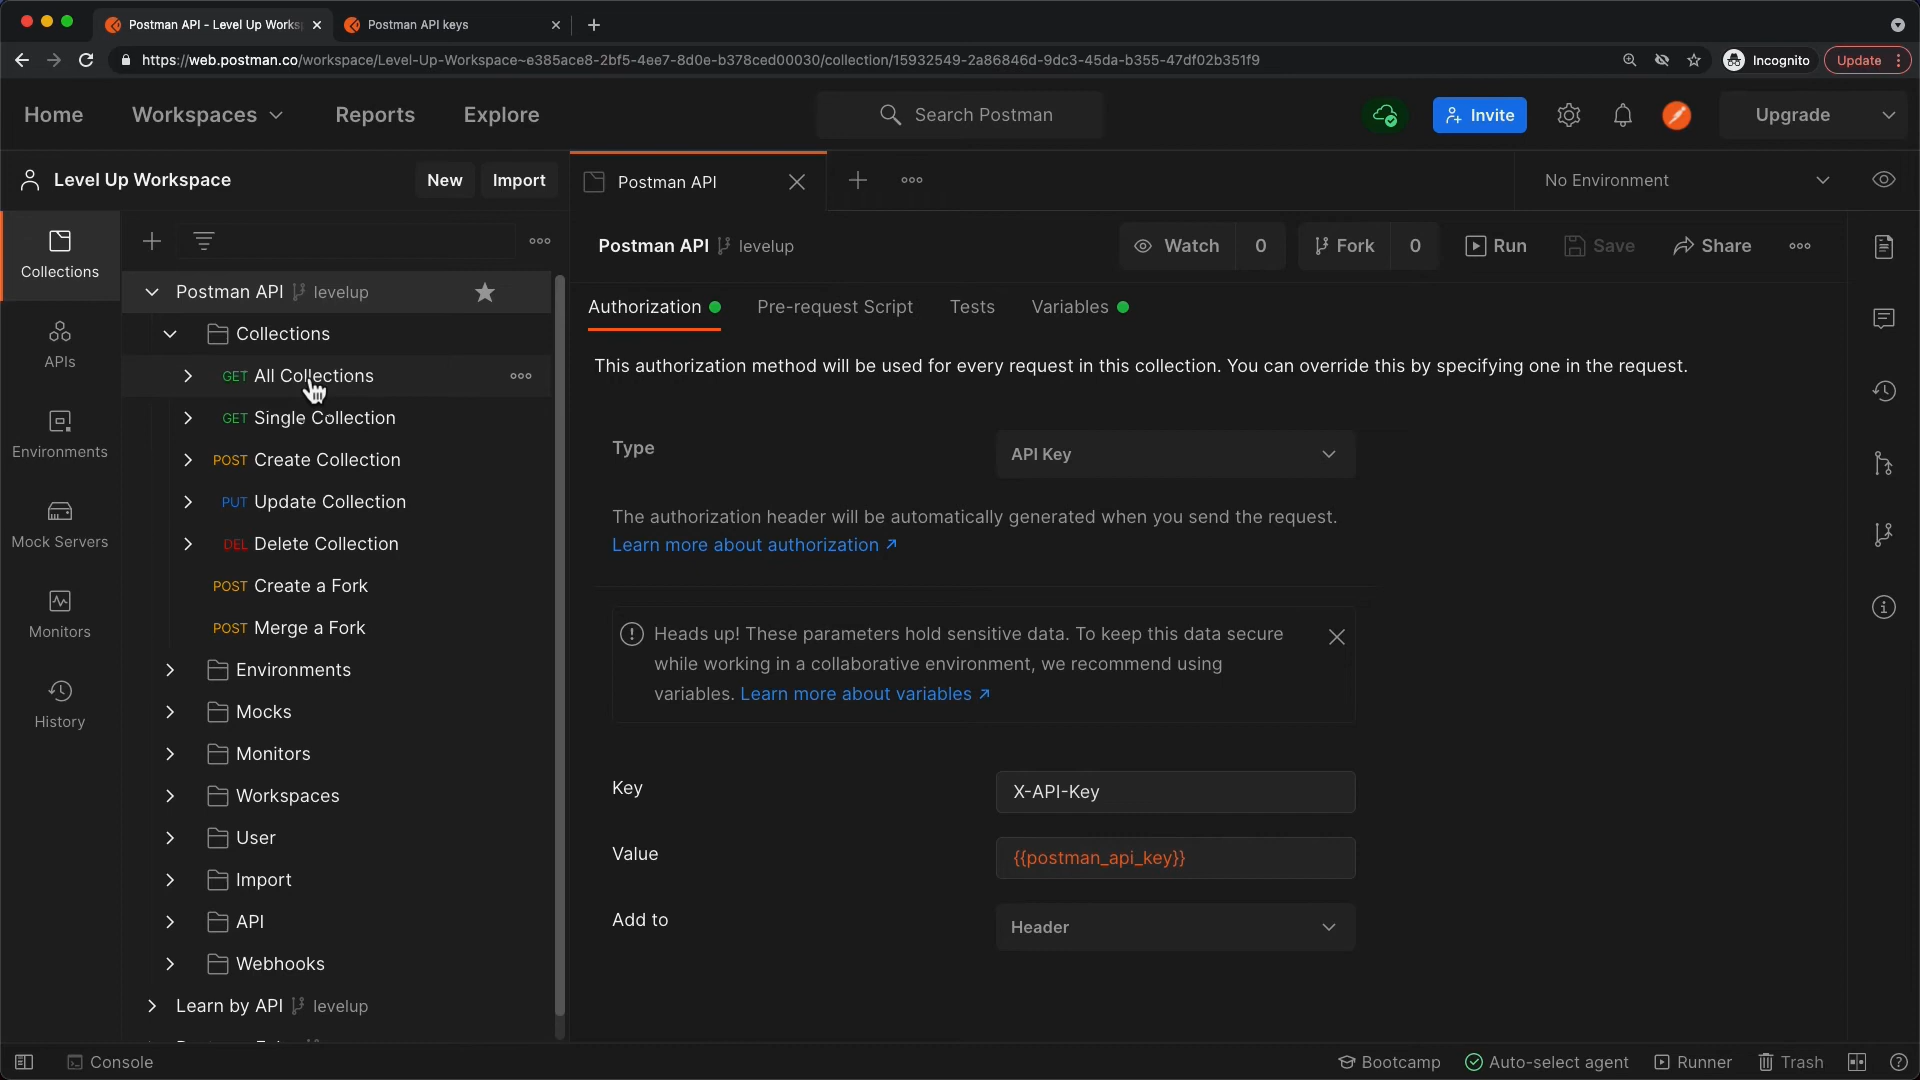 Postman API - Level Up Works
Postman API keys
https://web.postman.co/workspace/Level-Up-Workspace~e385ace8-2bf5-4ee7-8d0e-b378ced00030/collection/15932549-2a86846d-9dc3-45da-b355-47df02b351f9
Incognito
Update
Home
Workspaces
Reports
Explore
Search Postman
Invite
Upgrade
Level Up Workspace
New
Import
Postman API
No Environment
Collections
APIs
Environments
Mock Servers
Monitors
History
Postman API levelup
Collections
GET All Collections
GET Single Collection
POST Create Collection
PUT Update Collection
DEL Delete Collection
POST Create a Fork
POST Merge a Fork
Environments
Mocks
Monitors
Workspaces
User
Import
API
Webhooks
Learn by API levelup
Postman API levelup
Watch 0
Fork 0
Run
Save
Share
Authorization
Pre-request Script
Tests
Variables
This authorization method will be used for every request in this collection. You can override this by specifying one in the request.
Type
API Key
The authorization header will be automatically generated when you send the request.
Learn more about authorization ↗
Heads up! These parameters hold sensitive data. To keep this data secure
while working in a collaborative environment, we recommend using
variables. Learn more about variables ↗
Key
X-API-Key
Value
{{postman_api_key}}
Add to
Header
Console
Bootcamp
Auto-select agent
Runner
Trash